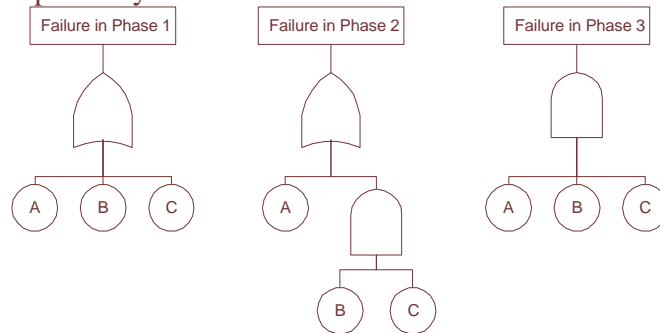 Failure in Phase 1
Failure in Phase 2
Failure in Phase 3
A B C
A
A B C
B C